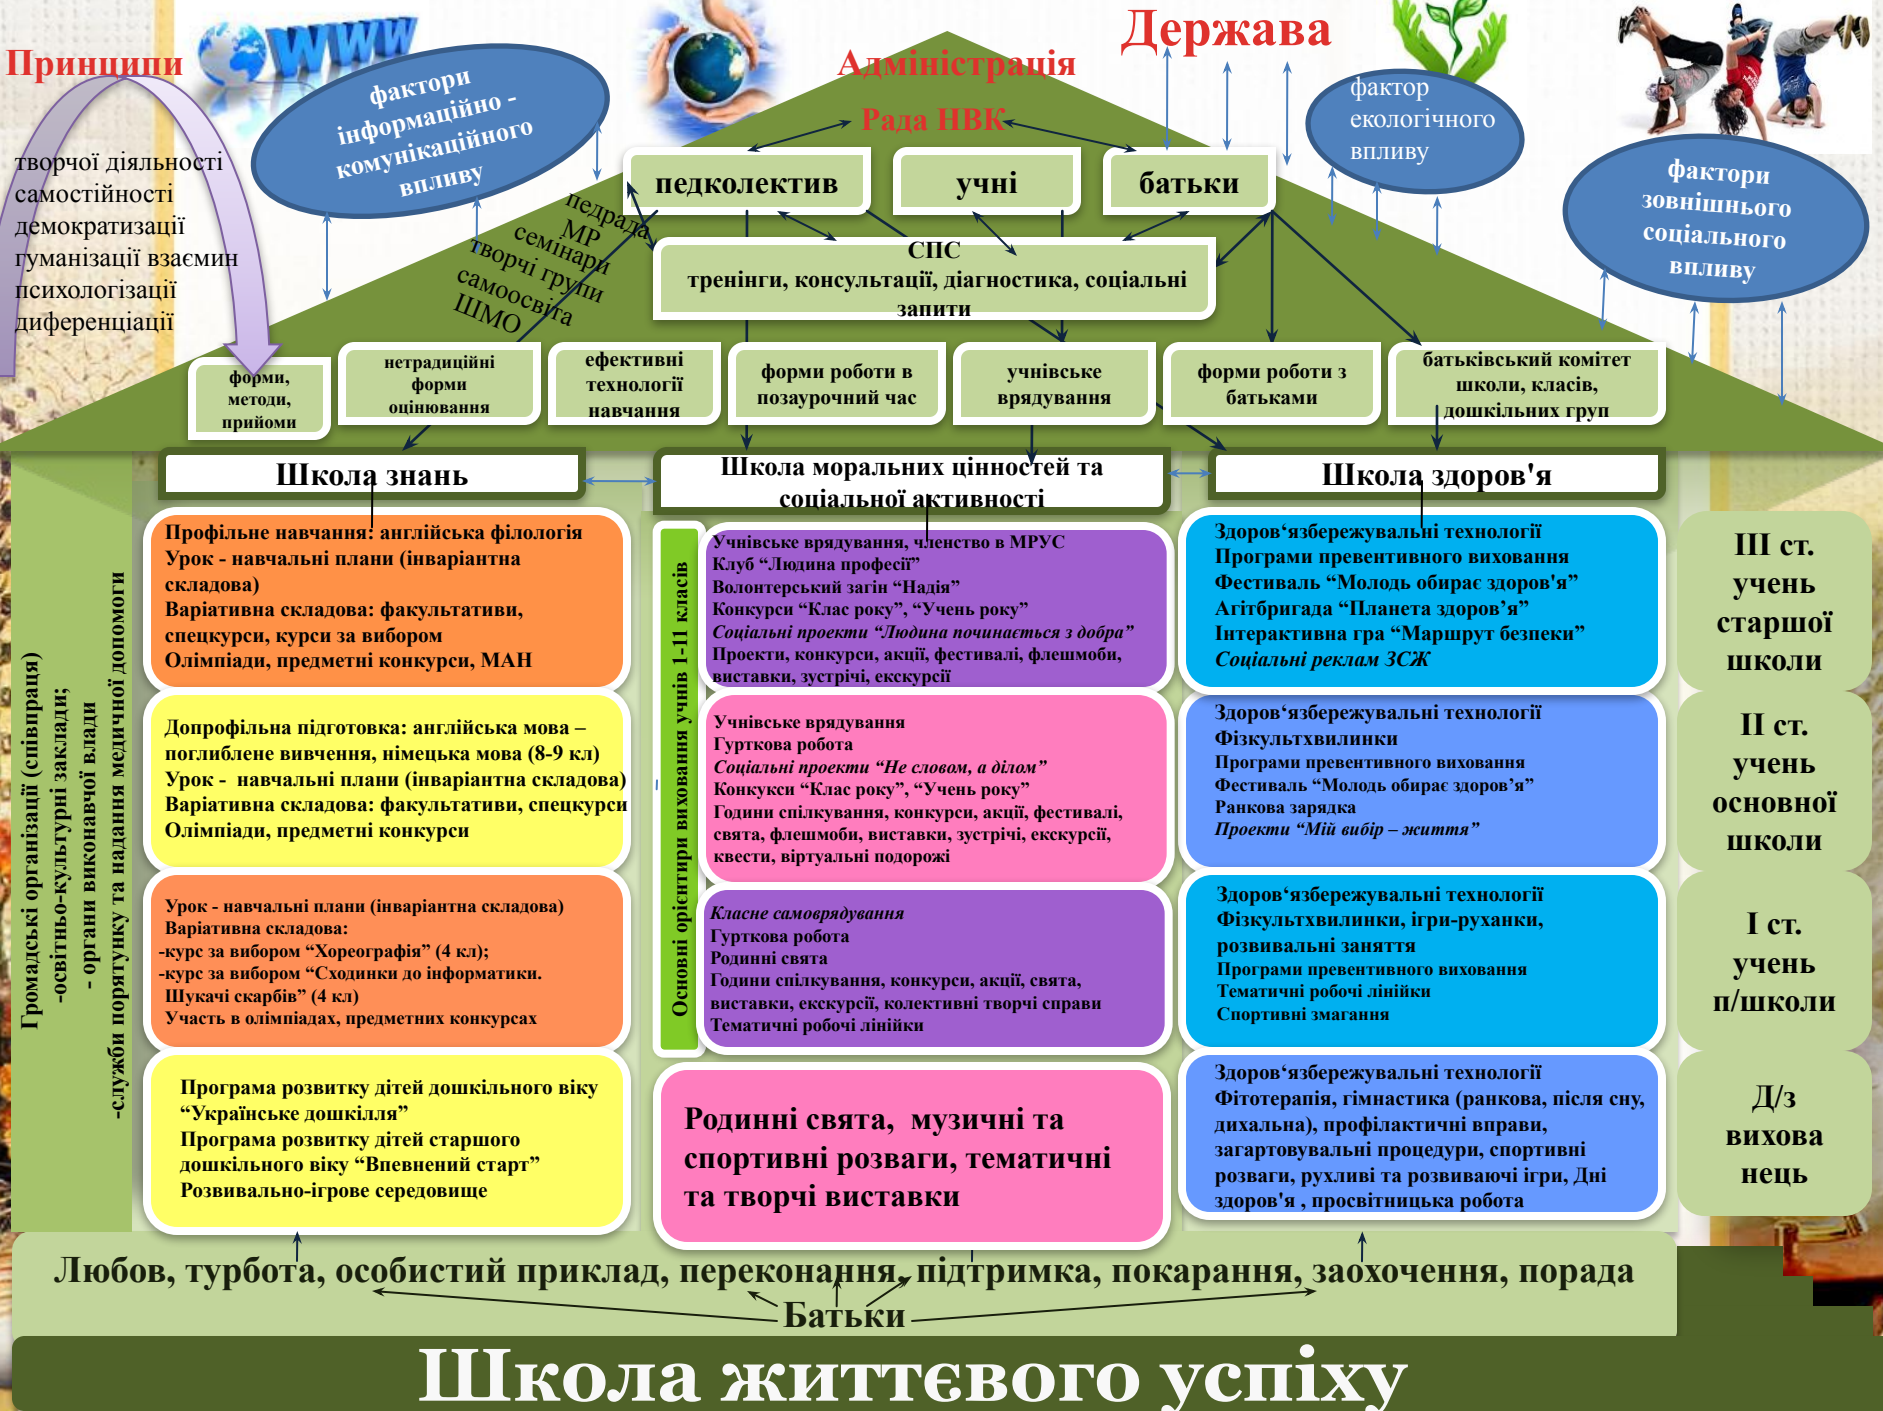 Держава
Принципи
Адміністрація
Рада НВК
фактори
інформаційно -
комунікаційного
впливу
фактор
екологічного
впливу
фактори
зовнішнього
соціального
впливу
WWW
творчої діяльності
самостійності
демократизації
гуманізації взаємин
психологізації
диференціації
педколектив
учні
батьки
педрада
МР
семінари
творчі групи
самоосвіта
ШМО
СПС
тренінги, консультації, діагностика, соціальні
запити
форми,
методи,
прийоми
нетрадиційні
форми
оцінювання
ефективні
технології
навчання
форми роботи в
позаурочний час
учнівське
врядування
форми роботи з
батьками
батьківський комітет
школи, класів,
дошкільних груп
Школа знань
Школа моральних цінностей та
соціальної активності
Школа здоров'я
Громадські організації (співпраця)
-освітньо-культурні заклади;
- органи виконавчої влади
-служби порятунку та надання медичної допомоги
Профільне навчання: англійська філологія
Урок - навчальні плани (інваріантна
складова)
Варіативна складова: факультативи,
спецкурси, курси за вибором
Олімпіади, предметні конкурси, МАН
Основні орієнтири виховання учнів 1-11 класів
Учнівське врядування, членство в МРУС
Клуб “Людина професії”
Волонтерський загін “Надія”
Конкурси “Клас року”, “Учень року”
Соціальні проекти “Людина починається з добра”
Проекти, конкурси, акції, фестивалі, флешмоби,
виставки, зустрічі, екскурсії
Здоров‘язбережувальні технології
Програми превентивного виховання
Фестиваль “Молодь обирає здоров'я”
Агітбригада “Планета здоров’я”
Інтерактивна гра “Маршрут безпеки”
Соціальні реклам ЗСЖ
ІІІ ст.
учень
старшої
школи
Допрофільна підготовка: англійська мова –
поглиблене вивчення, німецька мова (8-9 кл)
Урок - навчальні плани (інваріантна складова)
Варіативна складова: факультативи, спецкурси
Олімпіади, предметні конкурси
Учнівське врядування
Гурткова робота
Соціальні проекти “Не словом, а ділом”
Конкукси “Клас року”, “Учень року”
Години спілкування, конкурси, акції, фестивалі,
свята, флешмоби, виставки, зустрічі, екскурсії,
квести, віртуальні подорожі
Здоров‘язбережувальні технології
Фізкультхвилинки
Програми превентивного виховання
Фестиваль “Молодь обирає здоров’я”
Ранкова зарядка
Проекти “Мій вибір – життя”
ІІ ст.
учень
основної
школи
Урок - навчальні плани (інваріантна складова)
Варіативна складова:
-курс за вибором “Хореографія” (4 кл);
-курс за вибором “Сходинки до інформатики.
Шукачі скарбів” (4 кл)
Участь в олімпіадах, предметних конкурсах
Класне самоврядування
Гурткова робота
Родинні свята
Години спілкування, конкурси, акції, свята,
виставки, екскурсії, колективні творчі справи
Тематичні робочі лінійки
Здоров‘язбережувальні технології
Фізкультхвилинки, ігри-руханки,
розвивальні заняття
Програми превентивного виховання
Тематичні робочі лінійки
Спортивні змагання
І ст.
учень
п/школи
Програма розвитку дітей дошкільного віку
“Українське дошкілля”
Програма розвитку дітей старшого
дошкільного віку “Впевнений старт”
Розвивально-ігрове середовище
Родинні свята, музичні та
спортивні розваги, тематичні
та творчі виставки
Здоров‘язбережувальні технології
Фітотерапія, гімнастика (ранкова, після сну,
дихальна), профілактичні вправи,
загартовувальні процедури, спортивні
розваги, рухливі та розвиваючі ігри, Дні
здоров'я , просвітницька робота
Д/з
вихова
нець
Любов, турбота, особистий приклад, переконання, підтримка, покарання, заохочення, порада
Батьки
Школа життєвого успіху